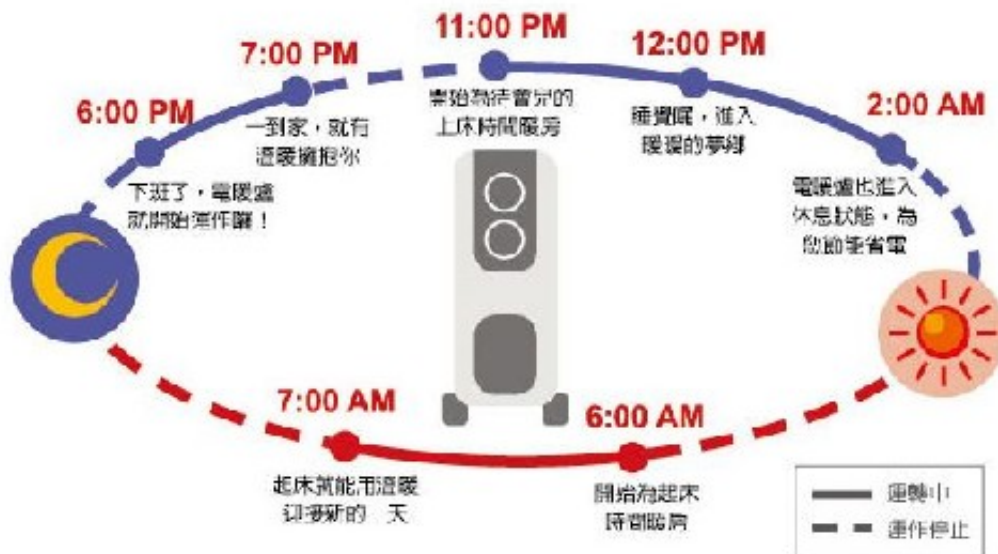 6:00 PM
下班了，電暖爐
就開始運作囉！
7:00 PM
一到家，就有
溫暖擁抱你
11:00 PM
開始為待會兒的
上床時間暖房
12:00 PM
睡覺囉，進入
暖暖的夢鄉
2:00 AM
電暖爐也進入
休息狀態，為
您節能省電
6:00 AM
開始為起床
時間暖房
7:00 AM
起床就能用溫暖
迎接新的一天
運轉中
運作停止